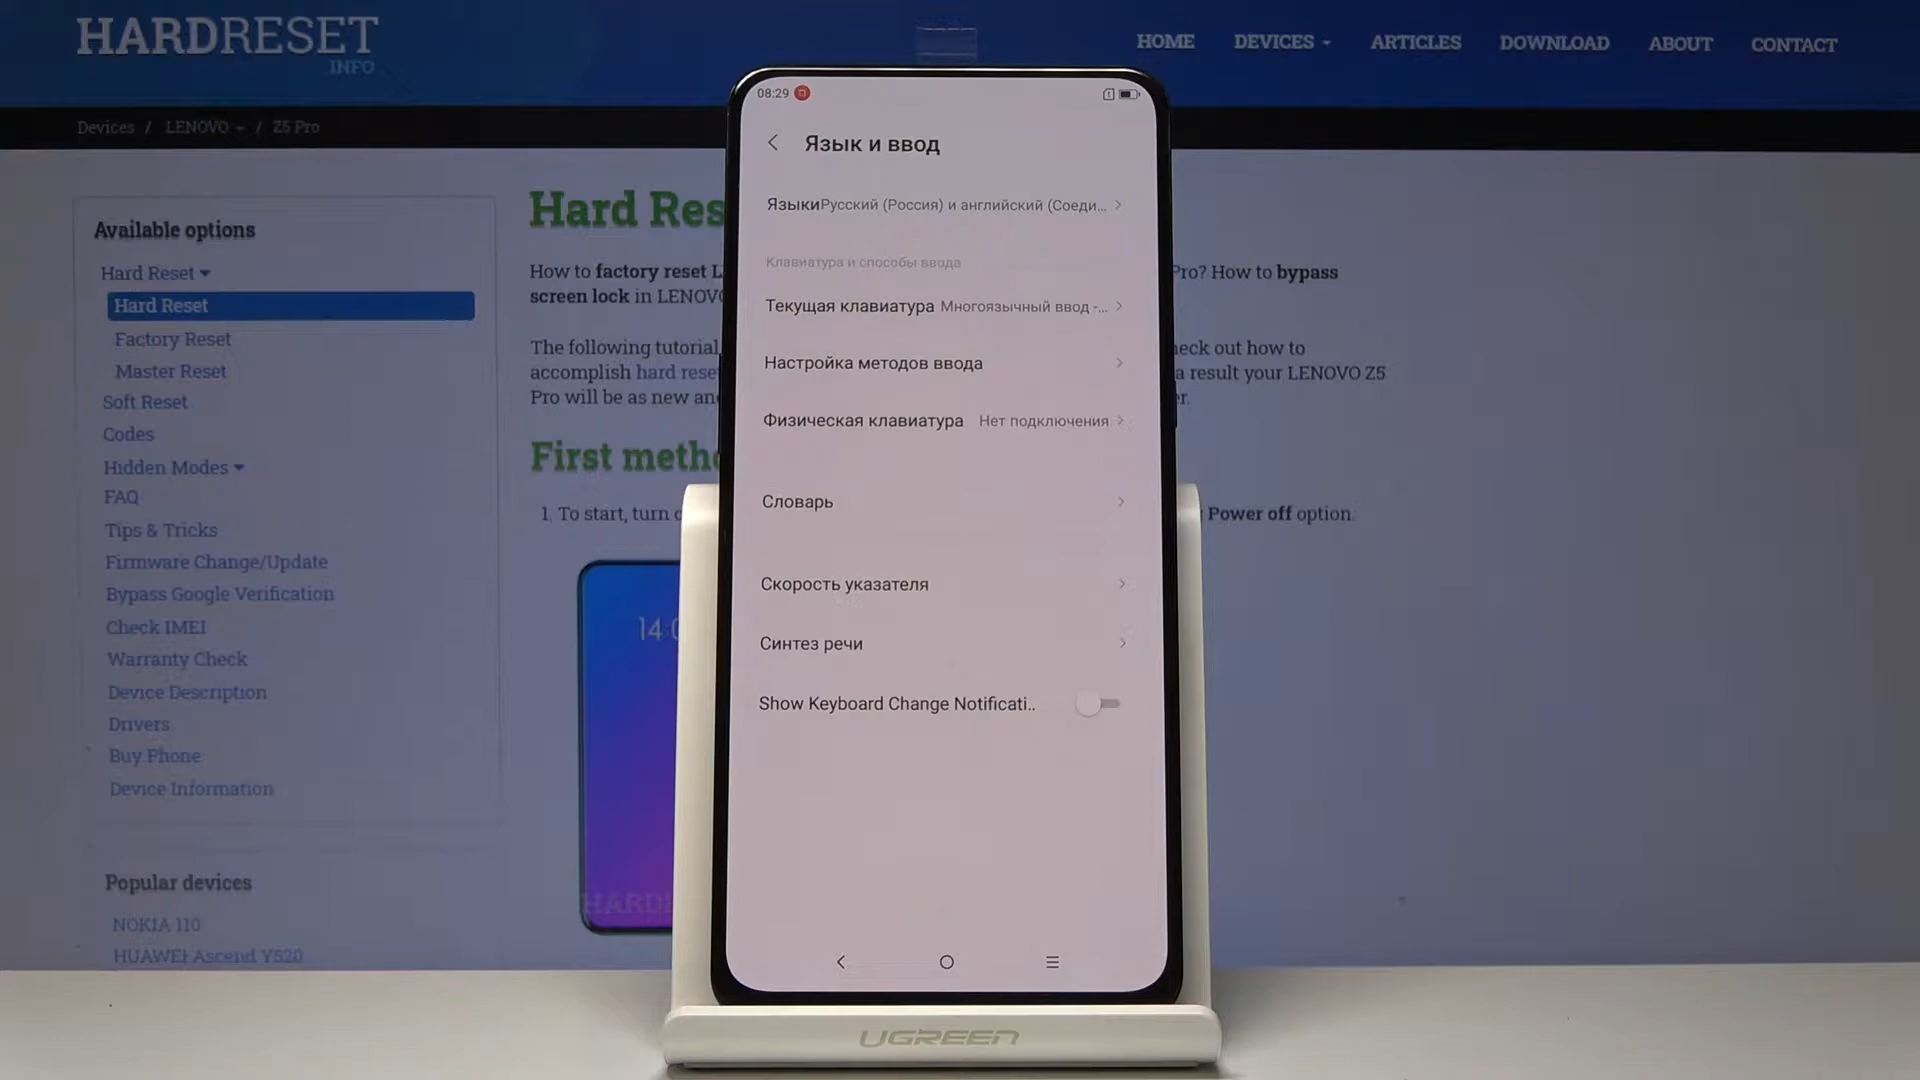 HARDRESET
.INFO
HOME DEVICES ARTICLES DOWNLOAD ABOUT CONTACT
Devices / LENOVO / Z5 Pro
Available options
Hard Reset
Hard Reset
Factory Reset
Master Reset
Soft Reset
Codes
Hidden Modes
FAQ
Tips & Tricks
Firmware Change/Update
Bypass Google Verification
Check IMEI
Warranty Check
Device Description
Drivers
Buy Phone
Device Information
Popular devices
NOKIA 110
HUAWEI Ascend Y520
Hard Res
How to factory reset L Pro? How to bypass
screen lock in LENOVO
The following tutorial heck out how to
accomplish hard rese a result your LENOVO Z5
Pro will be as new an er.
First meth
1. To start, turn Power off option.
14:0
HARD
08:29
Язык и ввод
Языки Русский (Россия) и английский (Соеди...
Клавиатура и способы ввода
Текущая клавиатура Многоязычный ввод -...
Настройка методов ввода
Физическая клавиатура Нет подключения
Словарь
Скорость указателя
Синтез речи
Show Keyboard Change Notificati..
UGREEN